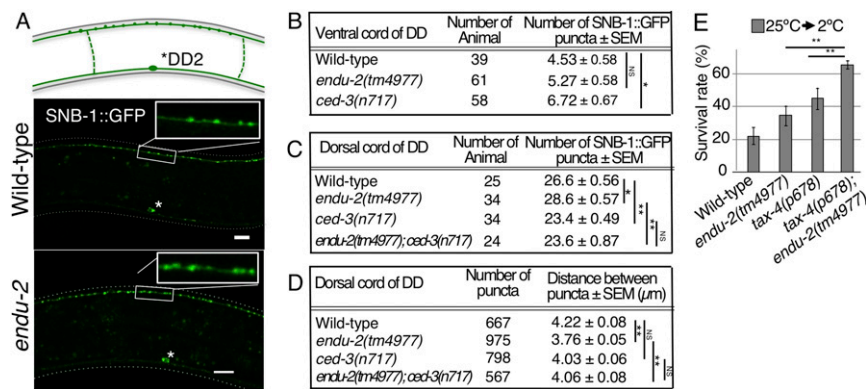 A
*DD2
SNB-1::GFP
Wild-type
*
endu-2
*
B
Ventral cord of DD
Number of Animal
Number of SNB-1::GFP puncta ± SEM
Wild-type 39 4.53 ± 0.58
endu-2(tm4977) 61 5.27 ± 0.58
ced-3(n717) 58 6.72 ± 0.67
NS
*
C
Dorsal cord of DD
Number of Animal
Number of SNB-1::GFP puncta ± SEM
Wild-type 25 26.6 ± 0.56
endu-2(tm4977) 34 28.6 ± 0.57
ced-3(n717) 34 23.4 ± 0.49
endu-2(tm4977);ced-3(n717) 24 23.6 ± 0.87
*
**
**
NS
D
Dorsal cord of DD
Number of puncta
Distance between puncta ± SEM (μm)
Wild-type 667 4.22 ± 0.08
endu-2(tm4977) 975 3.76 ± 0.05
ced-3(n717) 798 4.03 ± 0.06
endu-2(tm4977);ced-3(n717) 567 4.06 ± 0.08
**
NS
**
NS
E
25ºC➔2ºC
**
**
Survival rate (%)
80
60
40
20
0
Wild-type
endu-2(tm4977)
tax-4(p678)
tax-4(p678);
endu-2(tm4977)